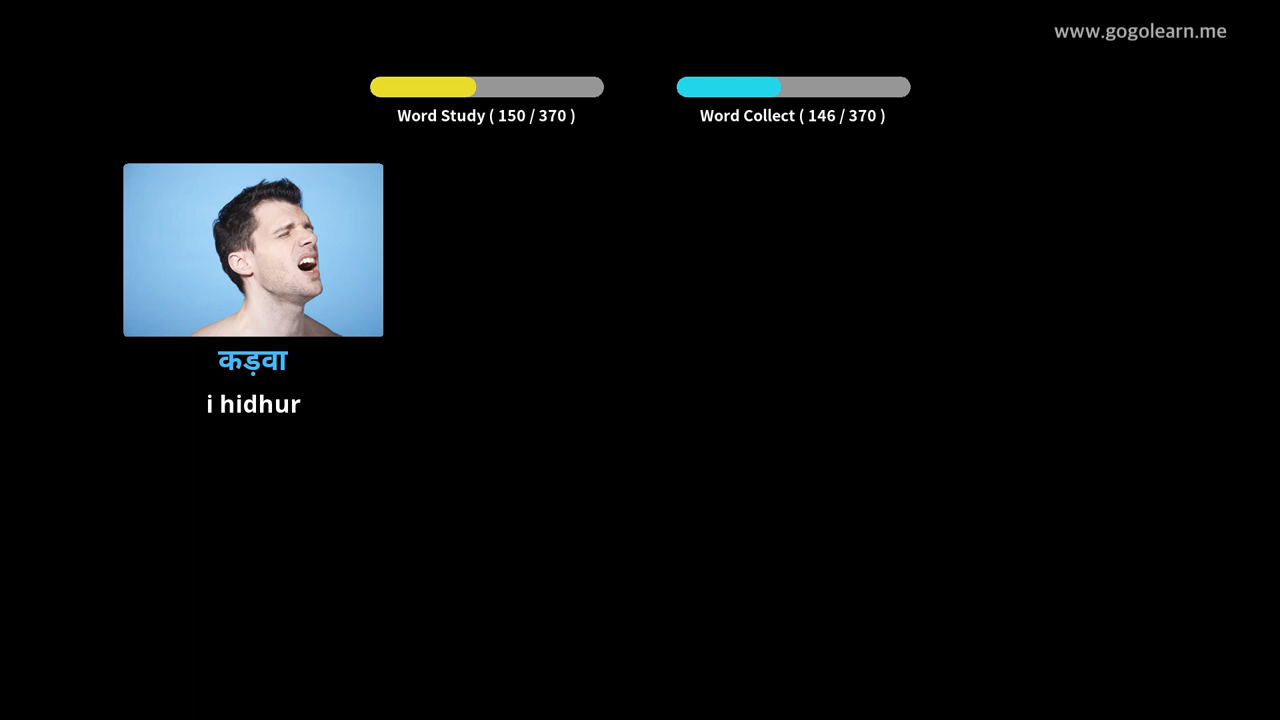 www.gogolearn.me
Word Study ( 150 / 370 )
Word Collect ( 146 / 370 )
कड़वा
i hidhur